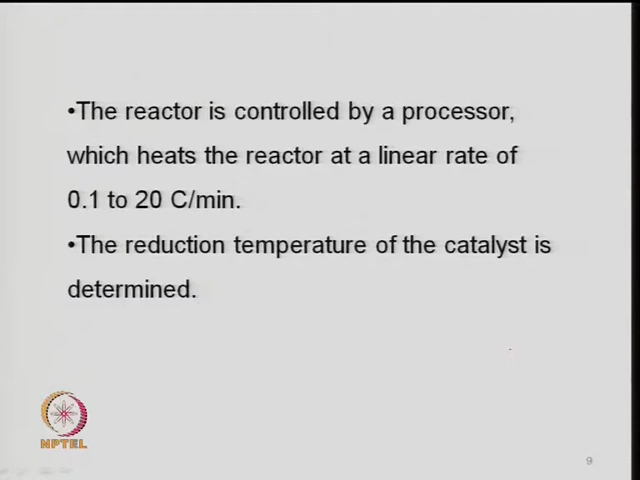 •The reactor is controlled by a processor,
which heats the reactor at a linear rate of
0.1 to 20 C/min.
•The reduction temperature of the catalyst is
determined.
NPTEL
9